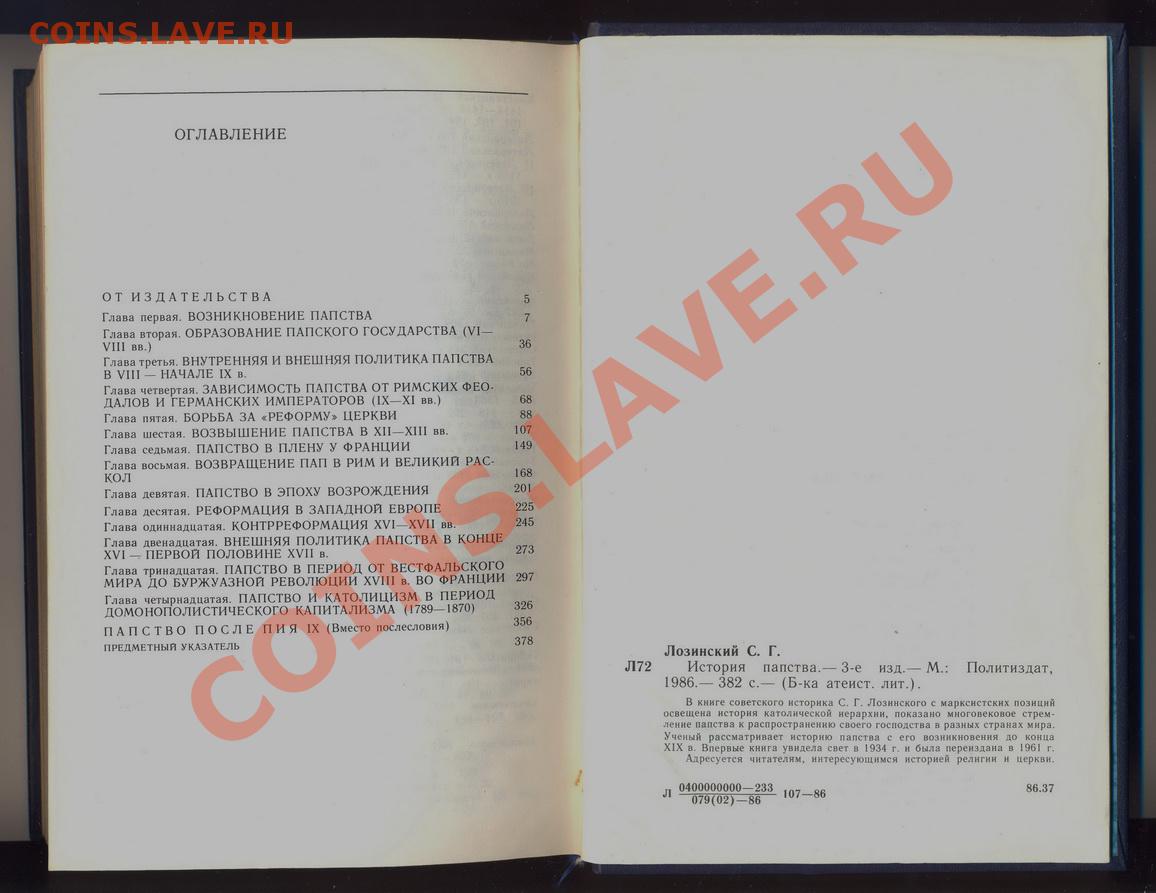 COINS.LAVE.RU
ОГЛАВЛЕНИЕ
ОТ ИЗДАТЕЛЬСТВА 5
Глава первая. ВОЗНИКНОВЕНИЕ ПАПСТВА 7
Глава вторая. ОБРАЗОВАНИЕ ПАПСКОГО ГОСУДАРСТВА (VI—
VIII вв.) 36
Глава третья. ВНУТРЕННЯЯ И ВНЕШНЯЯ ПОЛИТИКА ПАПСТВА
В VIII — НАЧАЛЕ IX в. 56
Глава четвертая. ЗАВИСИМОСТЬ ПАПСТВА ОТ РИМСКИХ ФЕО-
ДАЛОВ И ГЕРМАНСКИХ ИМПЕРАТОРОВ (IX—XI вв.) 68
Глава пятая. БОРЬБА ЗА «РЕФОРМУ» ЦЕРКВИ 88
Глава шестая. ВОЗВЫШЕНИЕ ПАПСТВА В XII—XIII вв. 107
Глава седьмая. ПАПСТВО В ПЛЕНУ У ФРАНЦИИ 149
Глава восьмая. ВОЗВРАЩЕНИЕ ПАП В РИМ И ВЕЛИКИЙ РАС-
КОЛ 168
Глава девятая. ПАПСТВО В ЭПОХУ ВОЗРОЖДЕНИЯ 201
Глава десятая. РЕФОРМАЦИЯ В ЗАПАДНОЙ ЕВРОПЕ 225
Глава одиннадцатая. КОНТРРЕФОРМАЦИЯ XVI—XVII вв. 245
Глава двенадцатая. ВНЕШНЯЯ ПОЛИТИКА ПАПСТВА В КОНЦЕ
XVI — ПЕРВОЙ ПОЛОВИНЕ XVII в. 273
Глава тринадцатая. ПАПСТВО В ПЕРИОД ОТ ВЕСТФАЛЬСКОГО
МИРА ДО БУРЖУАЗНОЙ РЕВОЛЮЦИИ XVIII в. ВО ФРАНЦИИ 297
Глава четырнадцатая. ПАПСТВО И КАТОЛИЦИЗМ В ПЕРИОД
ДОМОНОПОЛИСТИЧЕСКОГО КАПИТАЛИЗМА (1789—1870) 326
ПАПСТВО ПОСЛЕ ПИЯ IX (Вместо послесловия) 356
ПРЕДМЕТНЫЙ УКАЗАТЕЛЬ 378
COINS.LAVE.RU
Лозинский С. Г.
Л72 История папства.— 3-е изд.— М.: Политиздат,
1986.— 382 с.— (Б-ка атеист. лит.).
В книге советского историка С. Г. Лозинского с марксистских позиций
освещена история католической иерархии, показано многовековое стрем-
ление папства к распространению своего господства в разных странах мира.
Ученый рассматривает историю папства с его возникновения до конца
XIX в. Впервые книга увидела свет в 1934 г. и была переиздана в 1961 г.
Адресуется читателям, интересующимся историей религии и церкви.
0400000000—233
Л 107—86 86.37
079(02)—86